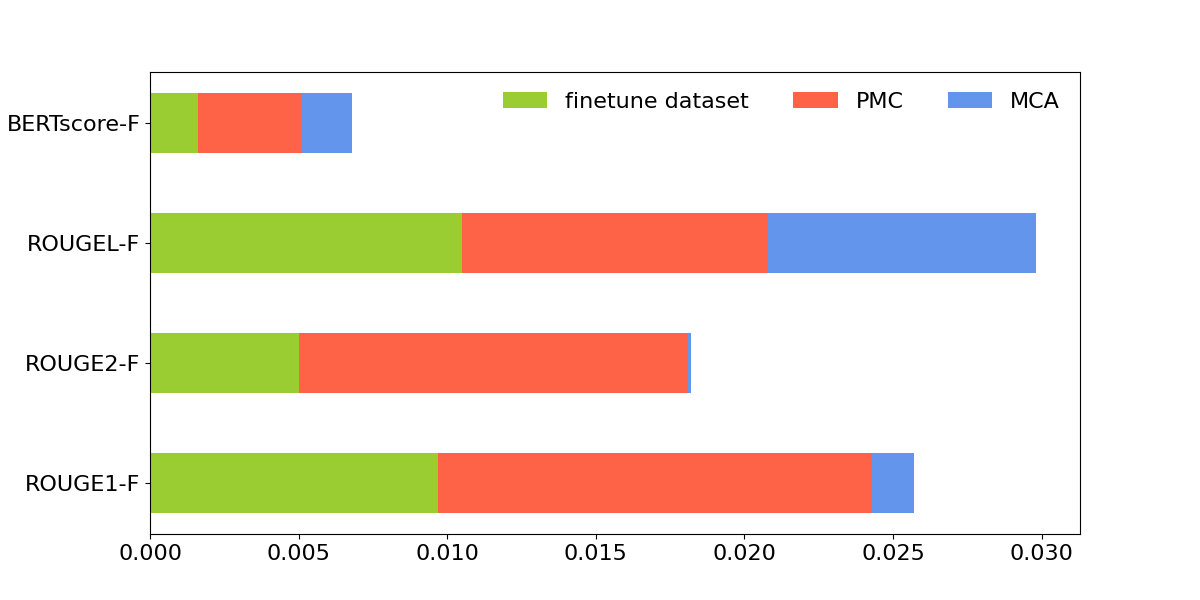 finetune dataset PMC MCA
BERTscore-F
ROUGEL-F
ROUGE2-F
ROUGE1-F
0.000 0.005 0.010 0.015 0.020 0.025 0.030